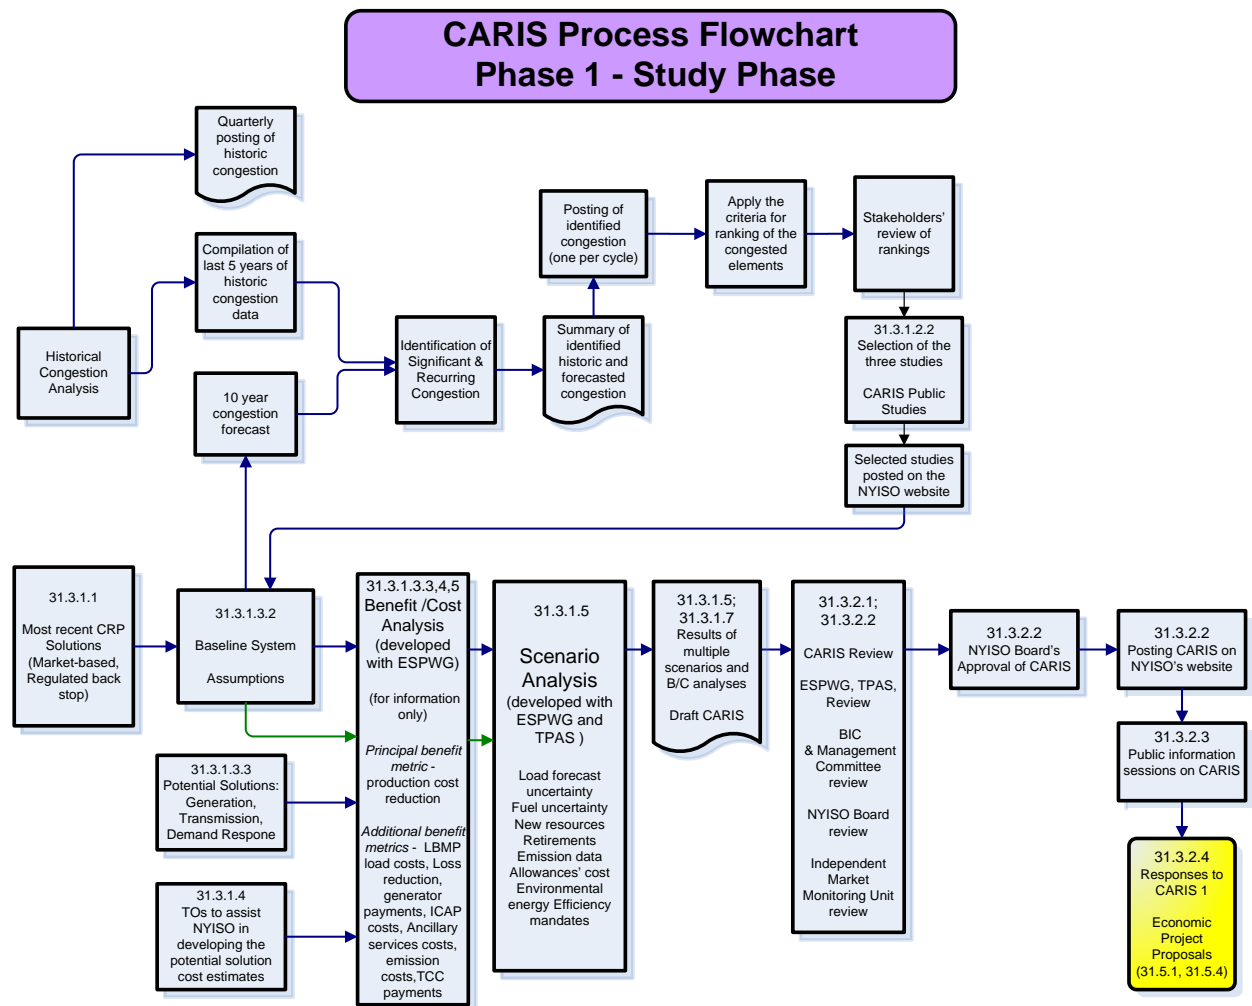 CARIS Process Flowchart
Phase 1 - Study Phase
Quarterly
posting of
historic
congestion
Compilation of
last 5 years of
historic
congestion
data
Historical
Congestion
Analysis
10 year
congestion
forecast
Identification of
Significant &
Recurring
Congestion
Summary of
identified
historic and
forecasted
congestion
Posting of
identified
congestion
(one per cycle)
Apply the
criteria for
ranking of the
congested
elements
Stakeholders'
review of
rankings
31.3.1.2.2
Selection of the
three studies
CARIS Public
Studies
Selected studies
posted on the
NYISO website
31.3.1.1
Most recent CRP
Solutions
(Market-based,
Regulated back
stop)
31.3.1.3.2
Baseline System
Assumptions
31.3.1.3.3
Potential Solutions:
Generation,
Transmission,
Demand Respone
31.3.1.4
TOs to assist
NYISO in
developing the
potential solution
cost estimates
31.3.1.3.3,4,5
Benefit /Cost
Analysis
(developed
with ESPWG)
(for information
only)
Principal benefit
metric -
production cost
reduction
Additional benefit
metrics - LBMP
load costs, Loss
reduction,
generator
payments, ICAP
costs, Ancillary
services costs,
emission
costs,TCC
payments
31.3.1.5
Scenario
Analysis
(developed with
ESPWG and
TPAS )
Load forecast
uncertainty
Fuel uncertainty
New resources
Retirements
Emission data
Allowances' cost
Environmental
energy Efficiency
mandates
31.3.1.5;
31.3.1.7
Results of
multiple
scenarios and
B/C analyses
Draft CARIS
31.3.2.1;
31.3.2.2
CARIS Review
ESPWG, TPAS,
Review
BIC
& Management
Committee
review
NYISO Board
review
Independent
Market
Monitoring Unit
review
31.3.2.2
NYISO Board's
Approval of CARIS
31.3.2.2
Posting CARIS on
NYISO's website
31.3.2.3
Public information
sessions on CARIS
31.3.2.4
Responses to
CARIS 1
Economic
Project
Proposals
(31.5.1, 31.5.4)